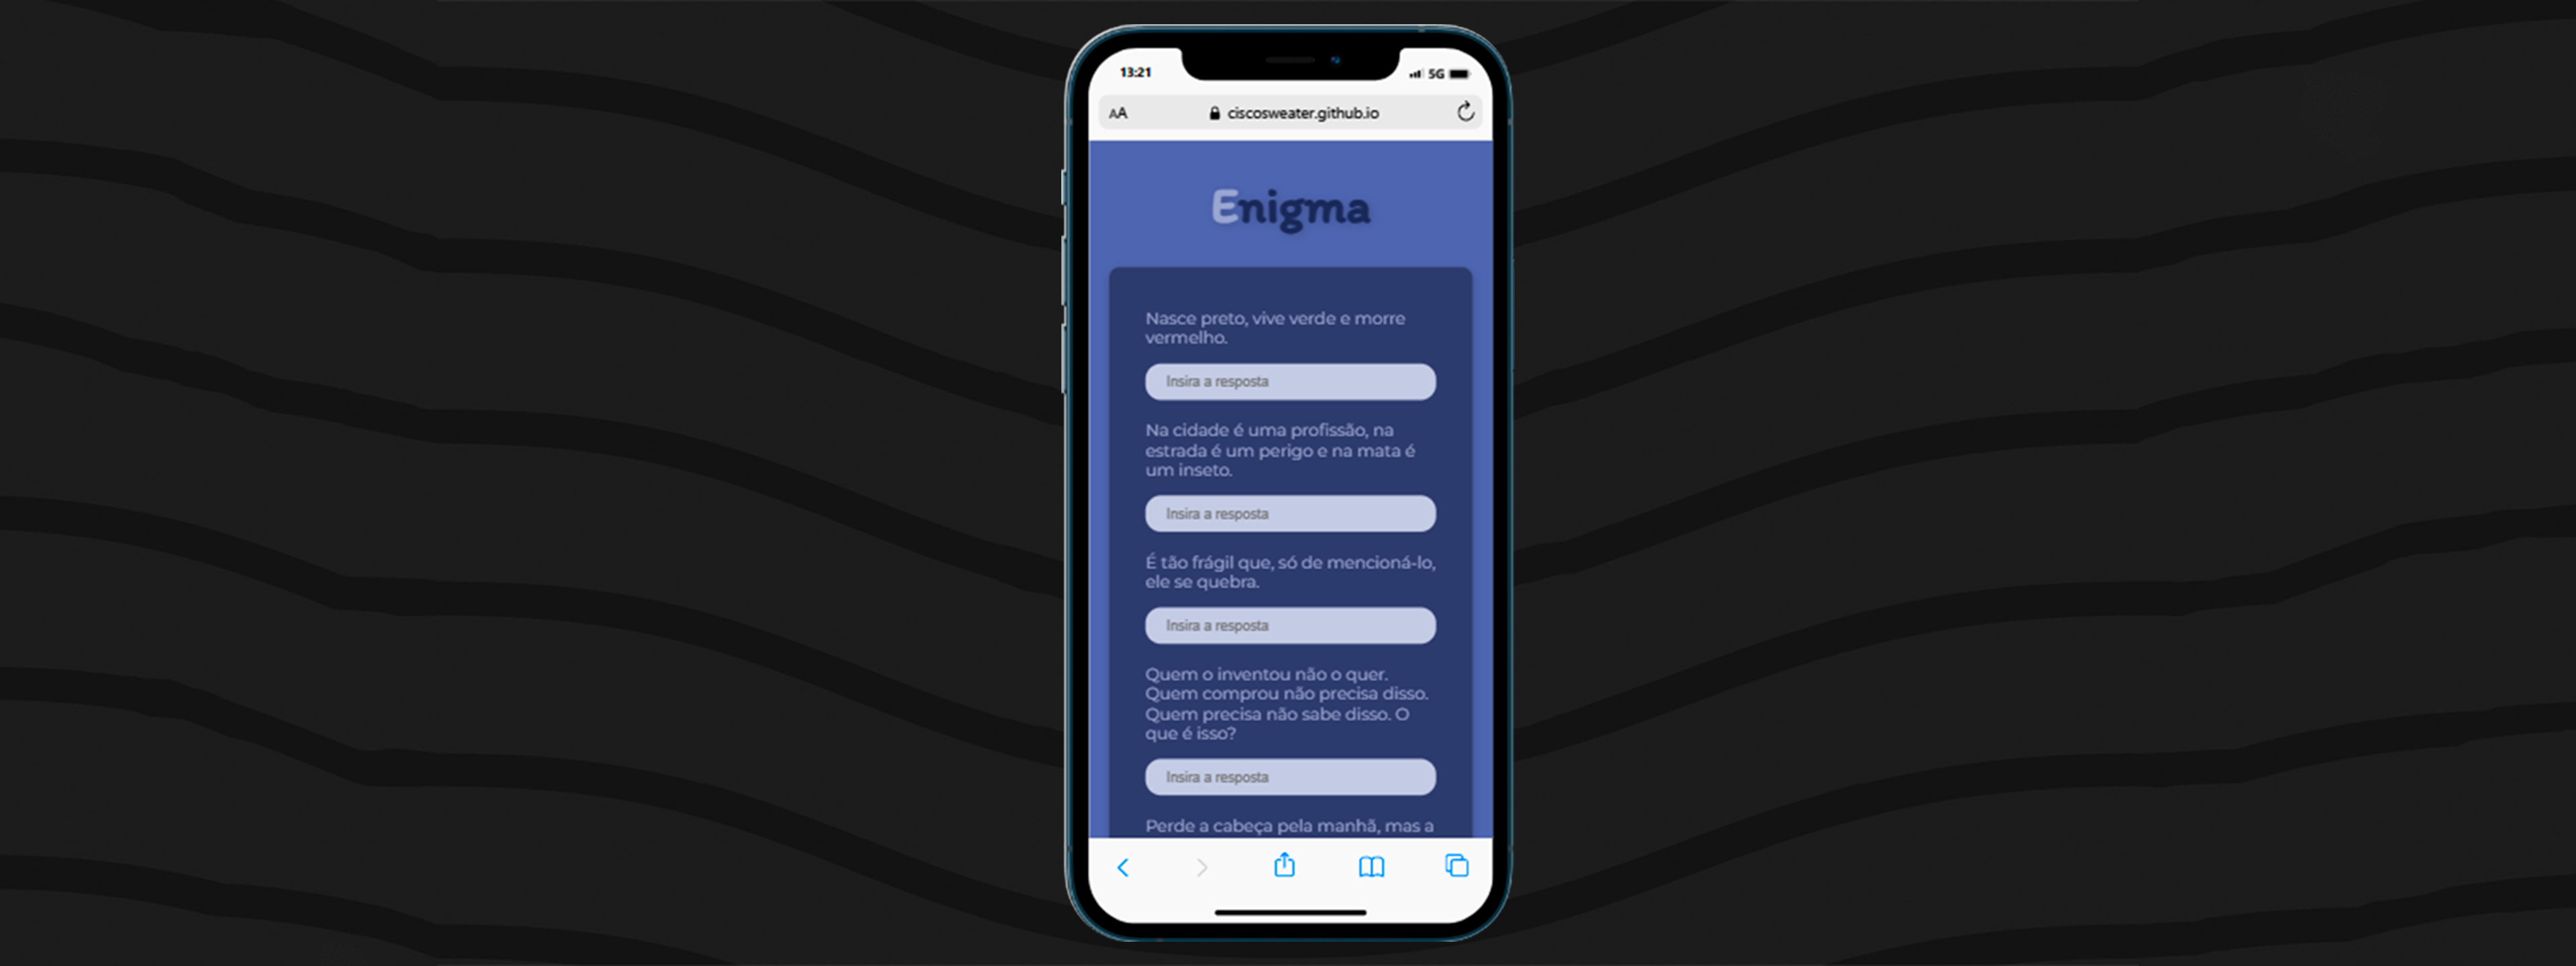 13:21
5G
AA
ciscosweater.github.io
Enigma
Nasce preto, vive verde e morre
vermelho.
Insira a resposta
Na cidade é uma profissão, na
estrada é um perigo e na mata é
um inseto.
Insira a resposta
É tão frágil que, só de mencioná-lo,
ele se quebra.
Insira a resposta
Quem o inventou não o quer.
Quem comprou não precisa disso.
Quem precisa não sabe disso. O
que é isso?
Insira a resposta
Perde a cabeça pela manhã, mas a